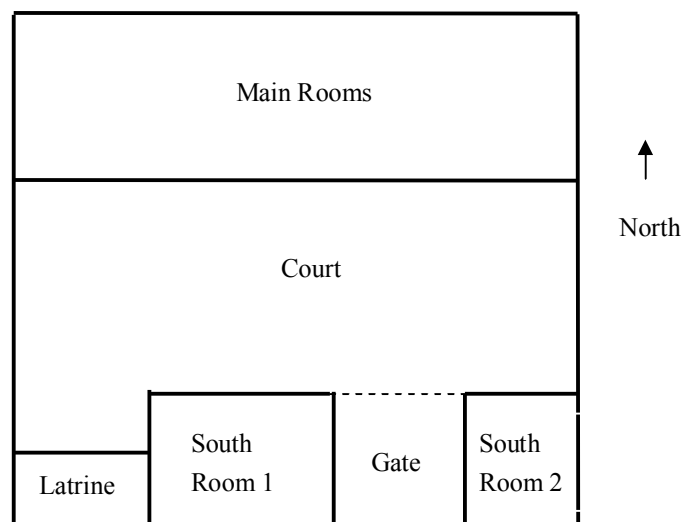 Main Rooms
North
Court
South
Room 1
Gate
South
Room 2
Latrine